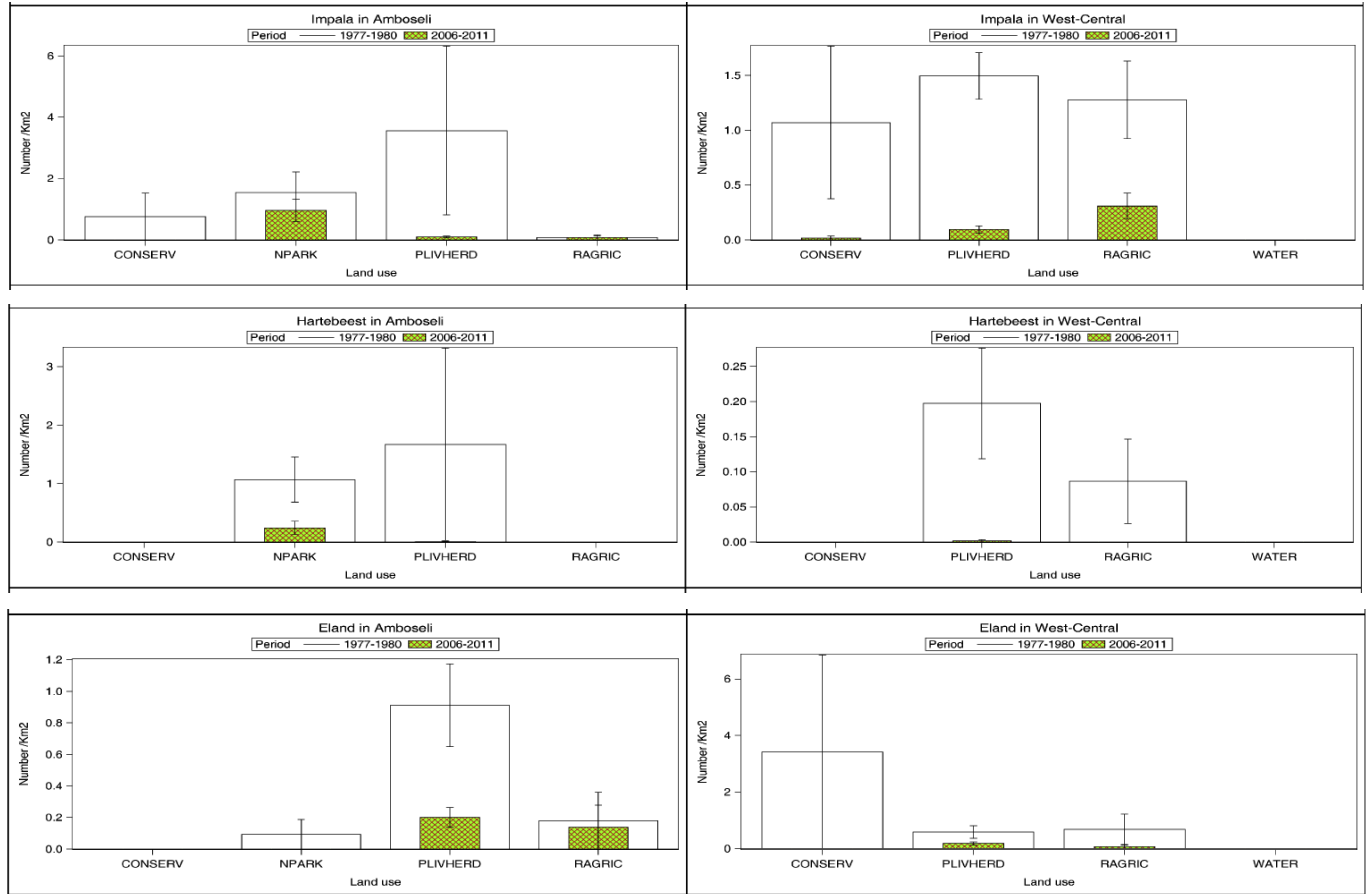 Impala in Amboseli
Period 1977-1980 2006-2011
Number /Km2
6
4
2
0
CONSERV NPARK PLIVHERD RAGRIC
Land use
Impala in West-Central
Period 1977-1980 2006-2011
Number /Km2
1.5
1.0
0.5
0.0
CONSERV PLIVHERD RAGRIC WATER
Land use
Hartebeest in Amboseli
Period 1977-1980 2006-2011
Number /Km2
3
2
1
0
CONSERV NPARK PLIVHERD RAGRIC
Land use
Hartebeest in West-Central
Period 1977-1980 2006-2011
Number /Km2
0.25
0.20
0.15
0.10
0.05
0.00
CONSERV PLIVHERD RAGRIC WATER
Land use
Eland in Amboseli
Period 1977-1980 2006-2011
Number /Km2
1.2
1.0
0.8
0.6
0.4
0.2
0.0
CONSERV NPARK PLIVHERD RAGRIC
Land use
Eland in West-Central
Period 1977-1980 2006-2011
Number /Km2
6
4
2
0
CONSERV PLIVHERD RAGRIC WATER
Land use